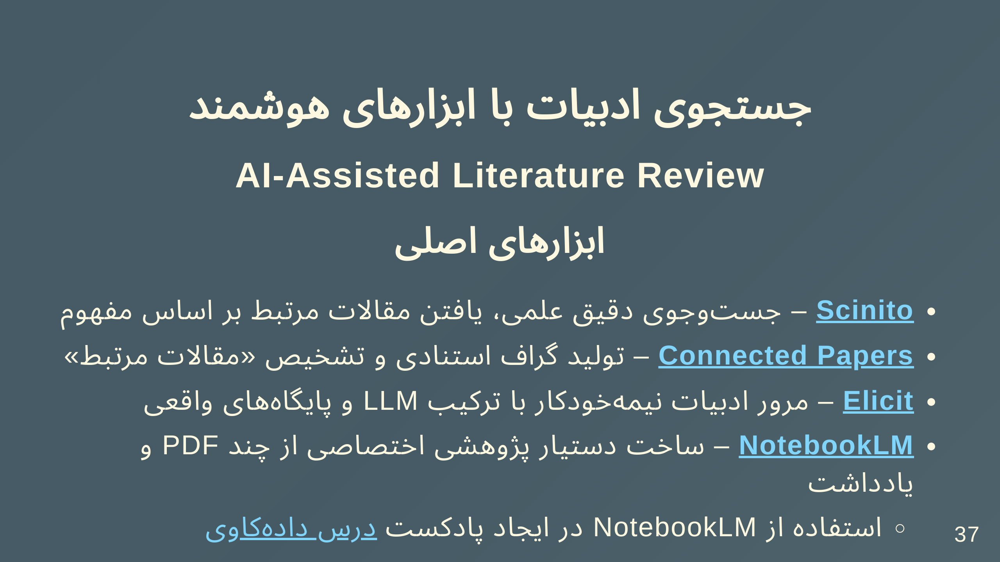 جستجوی ادبیات با ابزارهای هوشمند
AI-Assisted Literature Review
ابزارهای اصلی
• Scinito – جست‌وجوی دقیق علمی، یافتن مقالات مرتبط بر اساس مفهوم
• Connected Papers – تولید گراف استنادی و تشخیص «مقالات مرتبط»
• Elicit – مرور ادبیات نیمه‌خودکار با ترکیب LLM و پایگاه‌های واقعی
• NotebookLM – ساخت دستیار پژوهشی اختصاصی از چند PDF و
یادداشت
◦ استفاده از NotebookLM در ایجاد پادکست درس داده‌کاوی
37